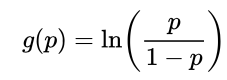 g(p) = ln(p / (1 − p))